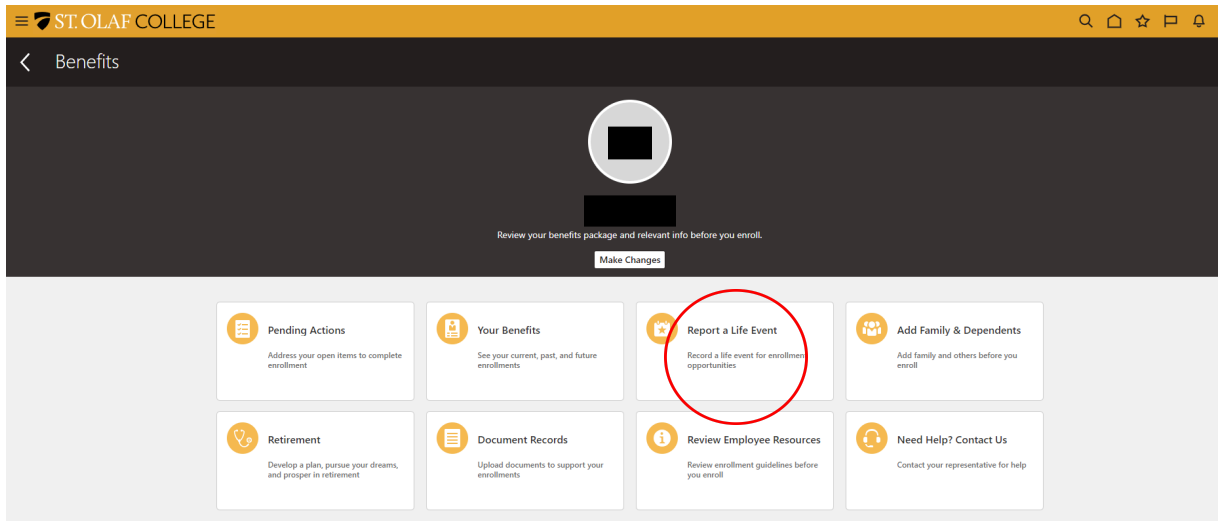 ST. OLAF COLLEGE
Benefits
Review your benefits package and relevant info before you enroll.
Make Changes
Pending Actions
Address your open items to complete
enrollment
Your Benefits
See your current, past, and future
enrollments
Report a Life Event
Record a life event for enrollment
opportunities
Add Family & Dependents
Add family and others before you
enroll
Retirement
Develop a plan, pursue your dreams,
and prosper in retirement
Document Records
Upload documents to support your
enrollments
Review Employee Resources
Review enrollment guidelines before
you enroll
Need Help? Contact Us
Contact your representative for help